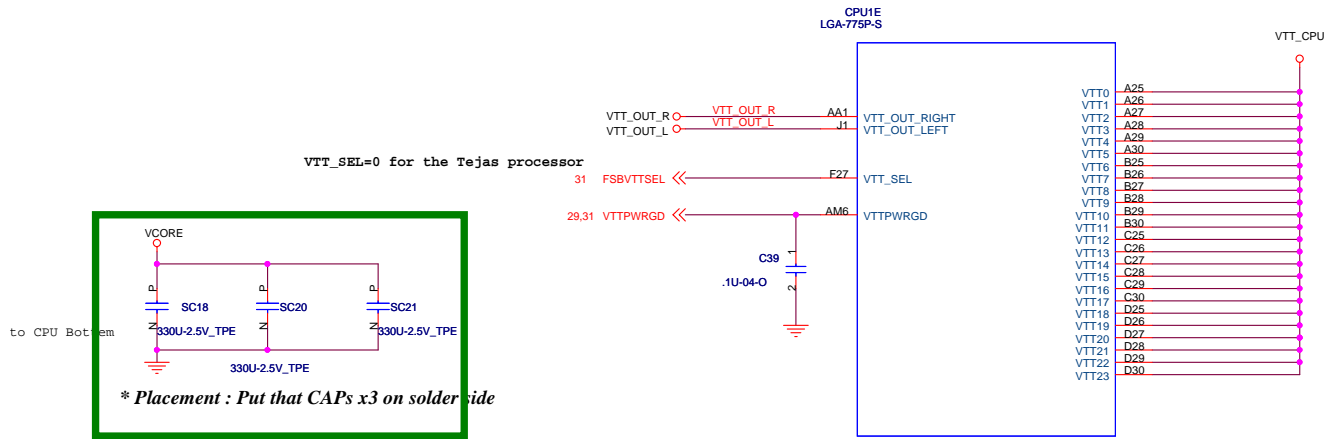 CPU1E
LGA-775P-S
VTT_CPU
VTT_OUT_R VTT_OUT_R AA1 VTT_OUT_RIGHT
VTT_OUT_L VTT_OUT_L J1 VTT_OUT_LEFT
VTT_SEL=0 for the Tejas processor
31 FSBVTTSEL F27 VTT_SEL
29,31 VTTPWRGD AM6 VTTPWRGD
C39
1
.1U-04-O
2
VTT0 A25
VTT1 A26
VTT2 A27
VTT3 A28
VTT4 A29
VTT5 A30
VTT6 B25
VTT7 B26
VTT8 B27
VTT9 B28
VTT10 B29
VTT11 B30
VTT12 C25
VTT13 C26
VTT14 C27
VTT15 C28
VTT16 C29
VTT17 C30
VTT18 D25
VTT19 D26
VTT20 D27
VTT21 D28
VTT22 D29
VTT23 D30
VCORE
P P P
SC18 SC20 SC21
N N N
330U-2.5V_TPE 330U-2.5V_TPE
330U-2.5V_TPE
to CPU Bottem
* Placement : Put that CAPs x3 on solder side